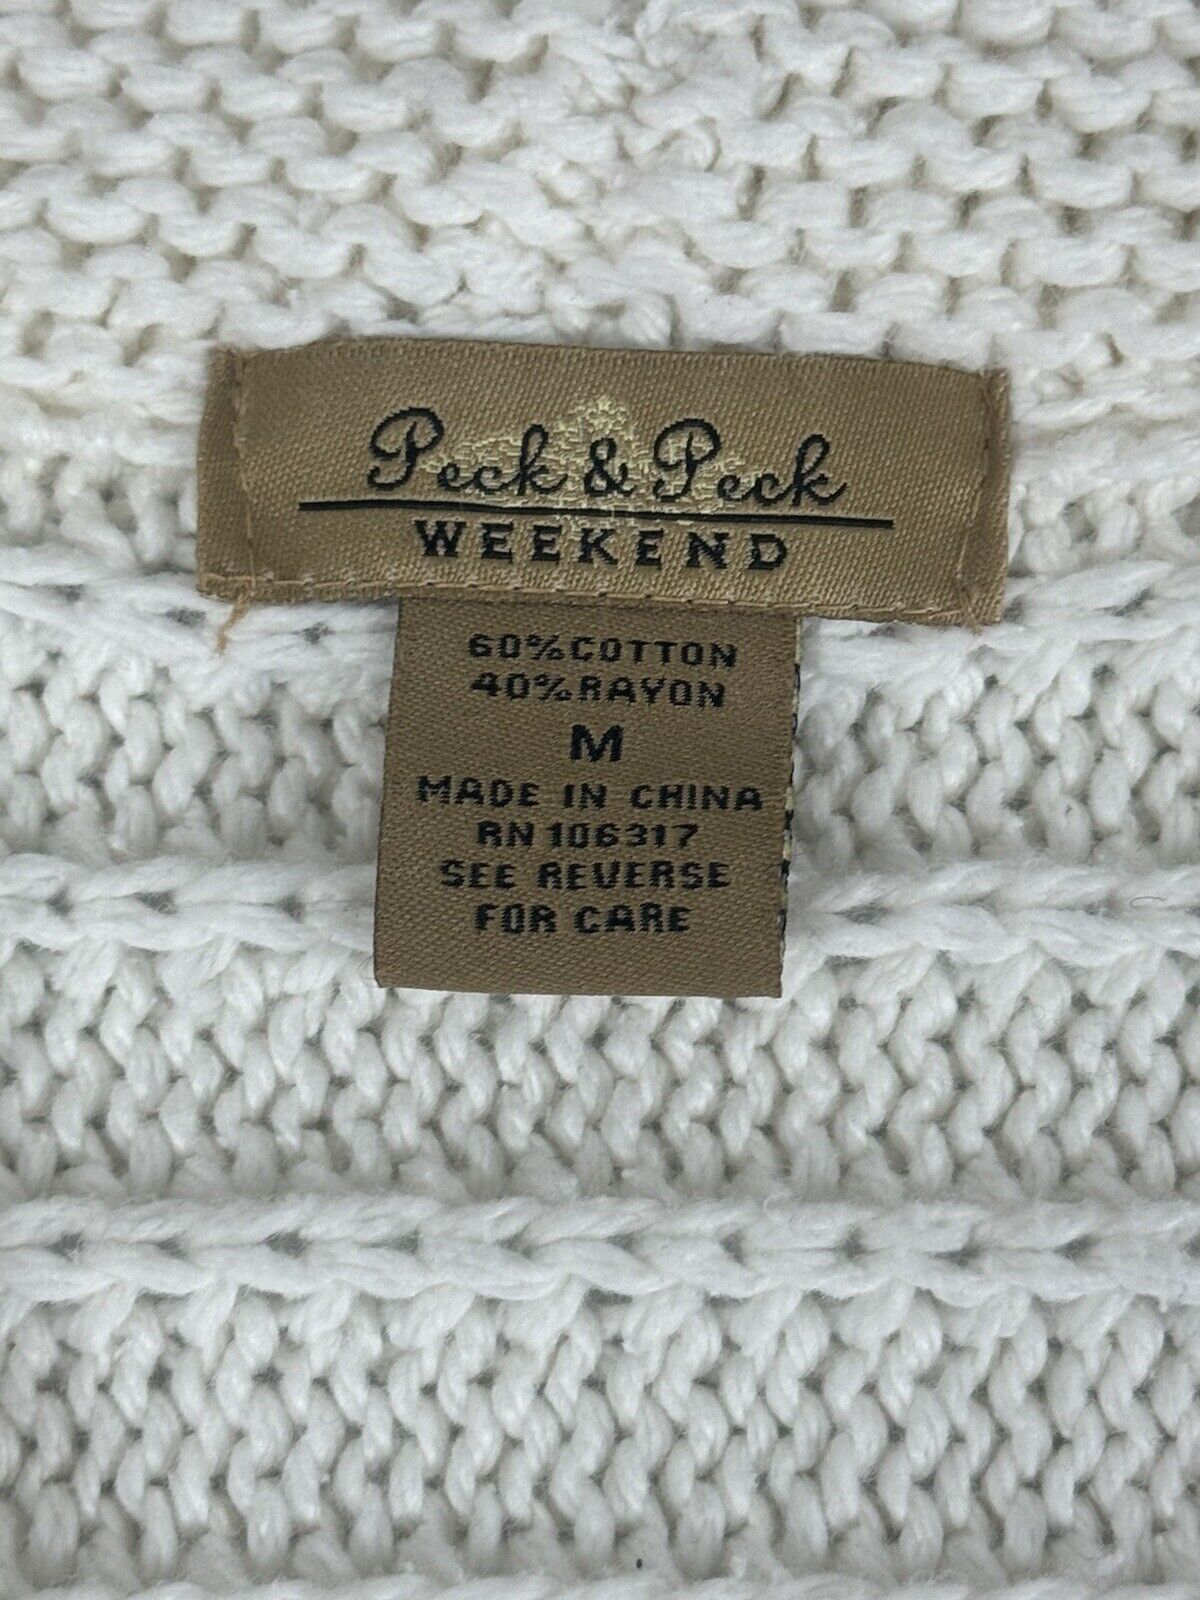 Peck & Peck
WEEKEND
60%COTTON
40%RAYON
M
MADE IN CHINA
RN 106317
SEE REVERSE
FOR CARE